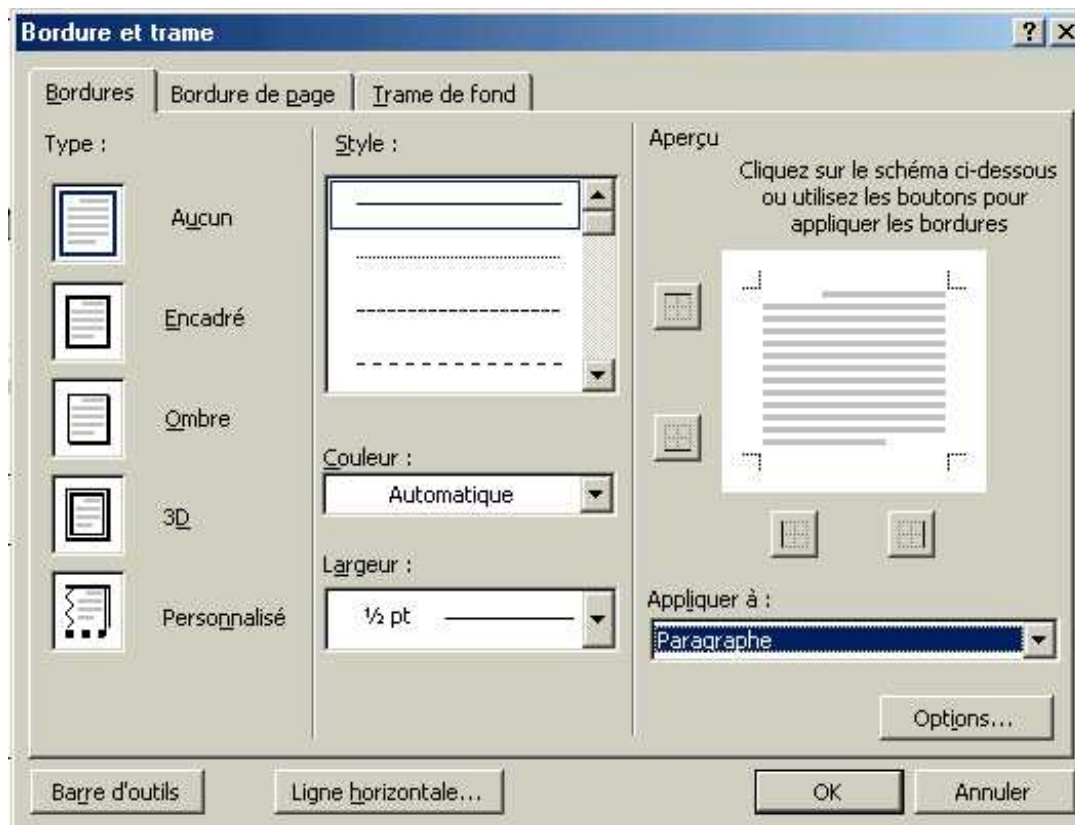 Bordure et trame
Bordures
Bordure de page
Trame de fond
Type :
Aucun
Encadré
Ombre
3D
Personnalisé
Style :
Couleur :
Automatique
Largeur :
½ pt
Aperçu
Cliquez sur le schéma ci-dessous
ou utilisez les boutons pour
appliquer les bordures
Appliquer à :
Paragraphe
Options...
Barre d'outils
Ligne horizontale...
OK
Annuler